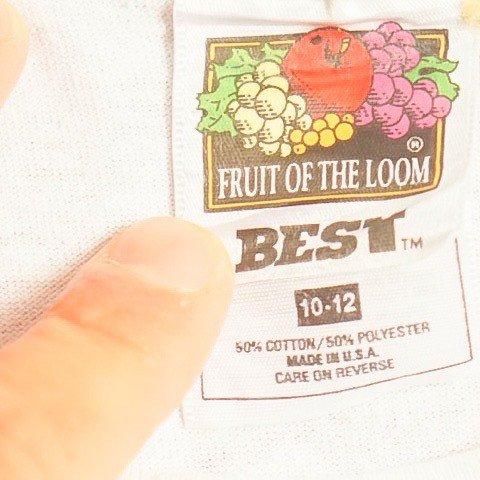 ®
FRUIT OF THE LOOM
BEST™
10-12
50% COTTON/50% POLYESTER
MADE IN U.S.A.
CARE ON REVERSE